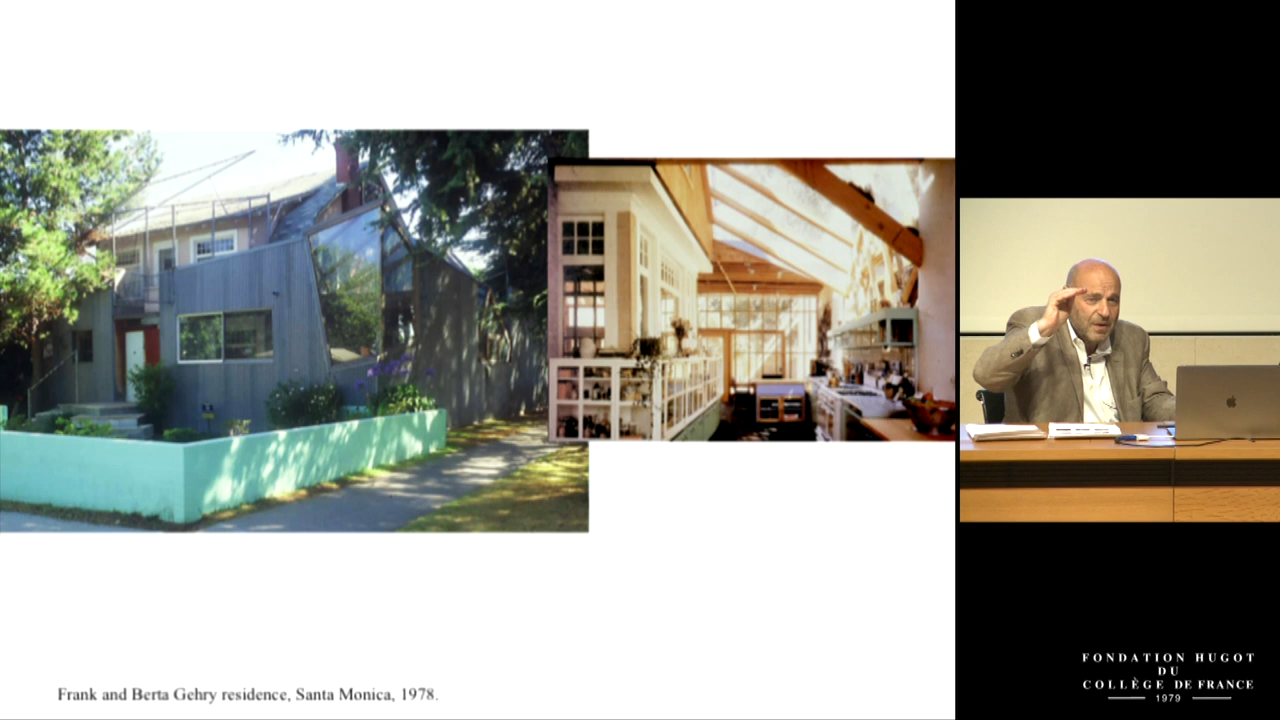 Frank and Berta Gehry residence, Santa Monica, 1978.
FONDATION HUGOT
DU
COLLÈGE DE FRANCE
1979